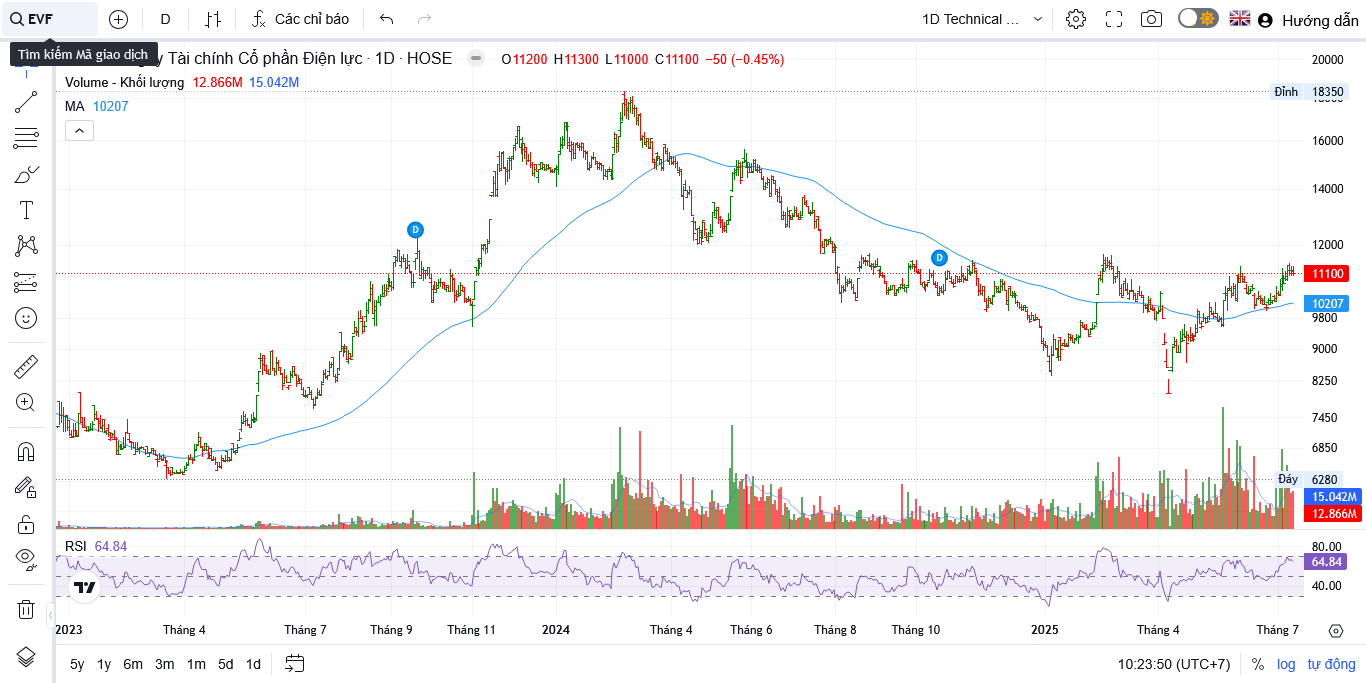 EVF
D
Các chỉ báo
1D Technical ...
Hướng dẫn
Tìm kiếm Mã giao dịch
y Tài chính Cổ phần Điện lực · 1D · HOSE
O11200 H11300 L11000 C11100 −50 (−0.45%)
Volume - Khối lượng 12.866M 15.042M
MA 10207
20000
Đỉnh 18350
18000
16000
14000
12000
11100
10207
9800
9000
8250
7450
6850
Đáy 6280
15.042M
12.866M
D
D
RSI 64.84
80.00
64.84
40.00
2023 Tháng 4 Tháng 7 Tháng 9 Tháng 11 2024 Tháng 4 Tháng 6 Tháng 8 Tháng 10 2025 Tháng 4 Tháng 7
5y 1y 6m 3m 1m 5d 1d
10:23:50 (UTC+7) % log tự động